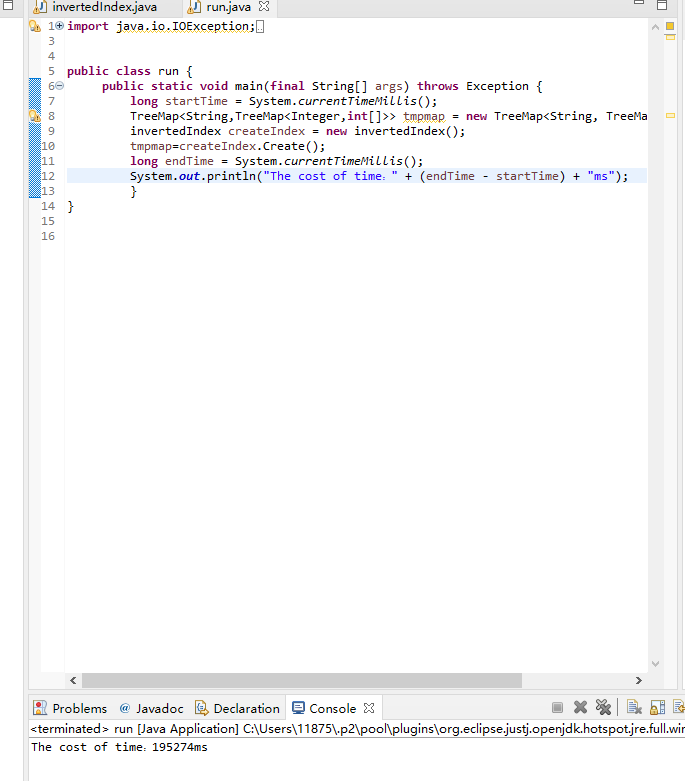 invertedIndex.java run.java
1 import java.io.IOException;
3
4
5 public class run {
6 public static void main(final String[] args) throws Exception {
7 long startTime = System.currentTimeMillis();
8 TreeMap<String,TreeMap<Integer,int[]>> tmpmap = new TreeMap<String, TreeMa
9 invertedIndex createIndex = new invertedIndex();
10 tmpmap=createIndex.Create();
11 long endTime = System.currentTimeMillis();
12 System.out.println("The cost of time：" + (endTime - startTime) + "ms");
13 }
14 }
15
16
Problems @ Javadoc Declaration Console
<terminated> run [Java Application] C:\Users\11875\.p2\pool\plugins\org.eclipse.justj.openjdk.hotspot.jre.full.wir
The cost of time：195274ms